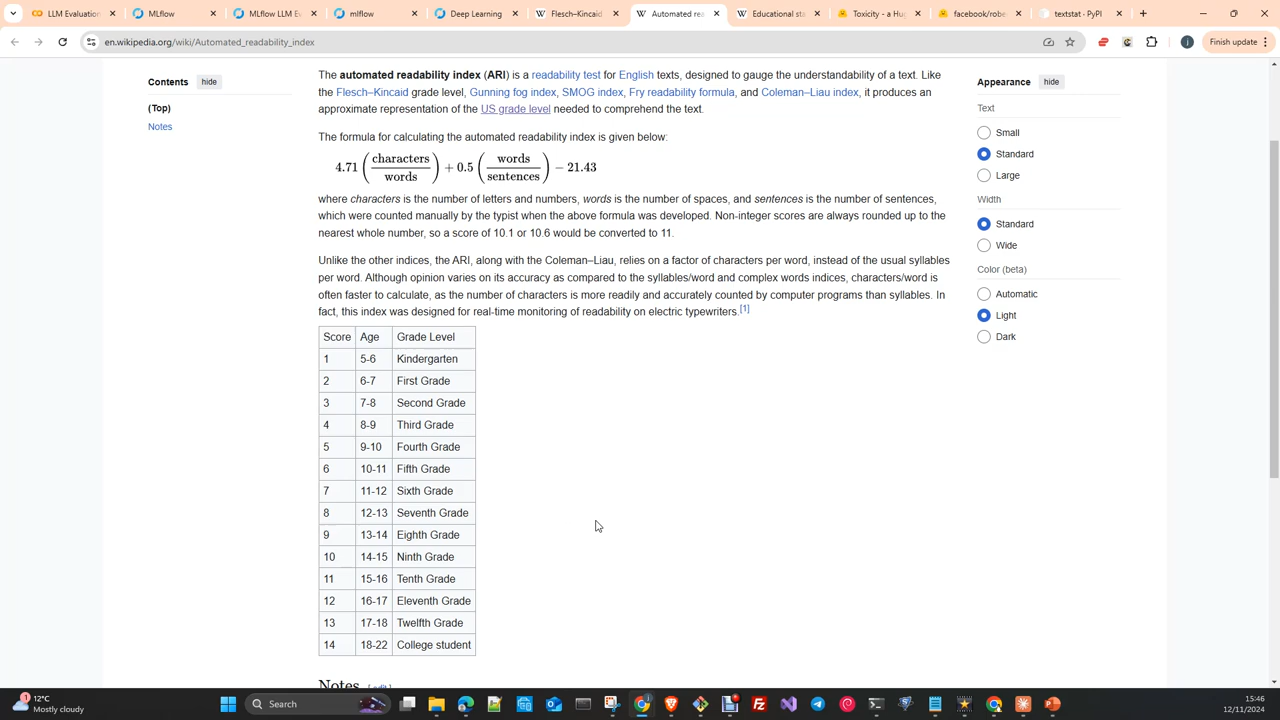 LLM Evaluation
MLflow
MLflow LLM E
mlflow
Deep Learning
Flesch–Kincaid
Automated rea
Educational sta
Toxicity - a Hug
facebook/robe
textstat · PyPI
en.wikipedia.org/wiki/Automated_readability_index
Finish update
Contents hide
(Top)
Notes
The automated readability index (ARI) is a readability test for English texts, designed to gauge the understandability of a text. Like
the Flesch–Kincaid grade level, Gunning fog index, SMOG index, Fry readability formula, and Coleman–Liau index, it produces an
approximate representation of the US grade level needed to comprehend the text.
The formula for calculating the automated readability index is given below:
4.71 (characters/words) + 0.5 (words/sentences) − 21.43
where characters is the number of letters and numbers, words is the number of spaces, and sentences is the number of sentences,
which were counted manually by the typist when the above formula was developed. Non-integer scores are always rounded up to the
nearest whole number, so a score of 10.1 or 10.6 would be converted to 11.
Unlike the other indices, the ARI, along with the Coleman–Liau, relies on a factor of characters per word, instead of the usual syllables
per word. Although opinion varies on its accuracy as compared to the syllables/word and complex words indices, characters/word is
often faster to calculate, as the number of characters is more readily and accurately counted by computer programs than syllables. In
fact, this index was designed for real-time monitoring of readability on electric typewriters.[1]
Score Age Grade Level
1 5-6 Kindergarten
2 6-7 First Grade
3 7-8 Second Grade
4 8-9 Third Grade
5 9-10 Fourth Grade
6 10-11 Fifth Grade
7 11-12 Sixth Grade
8 12-13 Seventh Grade
9 13-14 Eighth Grade
10 14-15 Ninth Grade
11 15-16 Tenth Grade
12 16-17 Eleventh Grade
13 17-18 Twelfth Grade
14 18-22 College student
Notes [edit]
Appearance hide
Text
Small
Standard
Large
Width
Standard
Wide
Color (beta)
Automatic
Light
Dark
12°C
Mostly cloudy
Search
15:46
12/11/2024